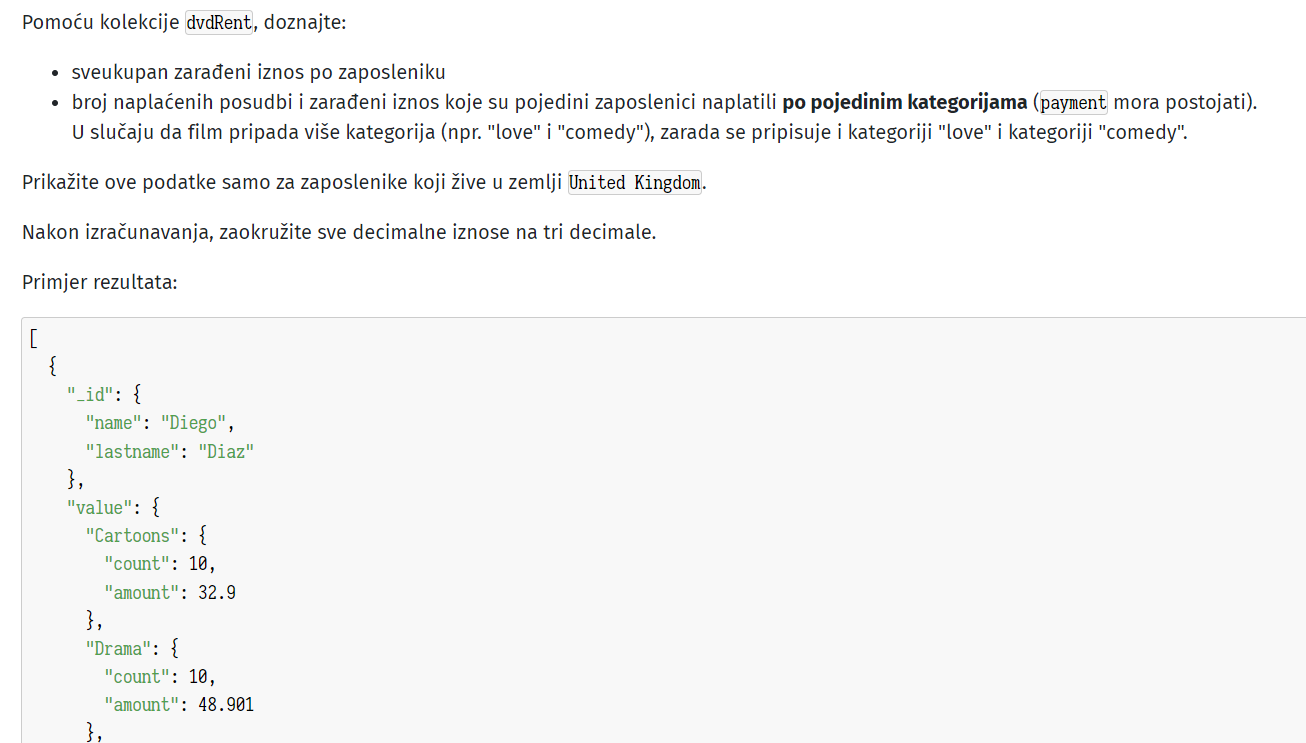 Pomoću kolekcije dvdRent, doznajte:
• sveukupan zarađeni iznos po zaposleniku
• broj naplaćenih posudbi i zarađeni iznos koje su pojedini zaposlenici naplatili po pojedinim kategorijama (payment mora postojati).
U slučaju da film pripada više kategorija (npr. "love" i "comedy"), zarada se pripisuje i kategoriji "love" i kategoriji "comedy".
Prikažite ove podatke samo za zaposlenike koji žive u zemlji United Kingdom.
Nakon izračunavanja, zaokružite sve decimalne iznose na tri decimale.
Primjer rezultata:
[
  {
    "_id": {
      "name": "Diego",
      "lastname": "Diaz"
    },
    "value": {
      "Cartoons": {
        "count": 10,
        "amount": 32.9
      },
      "Drama": {
        "count": 10,
        "amount": 48.901
      },